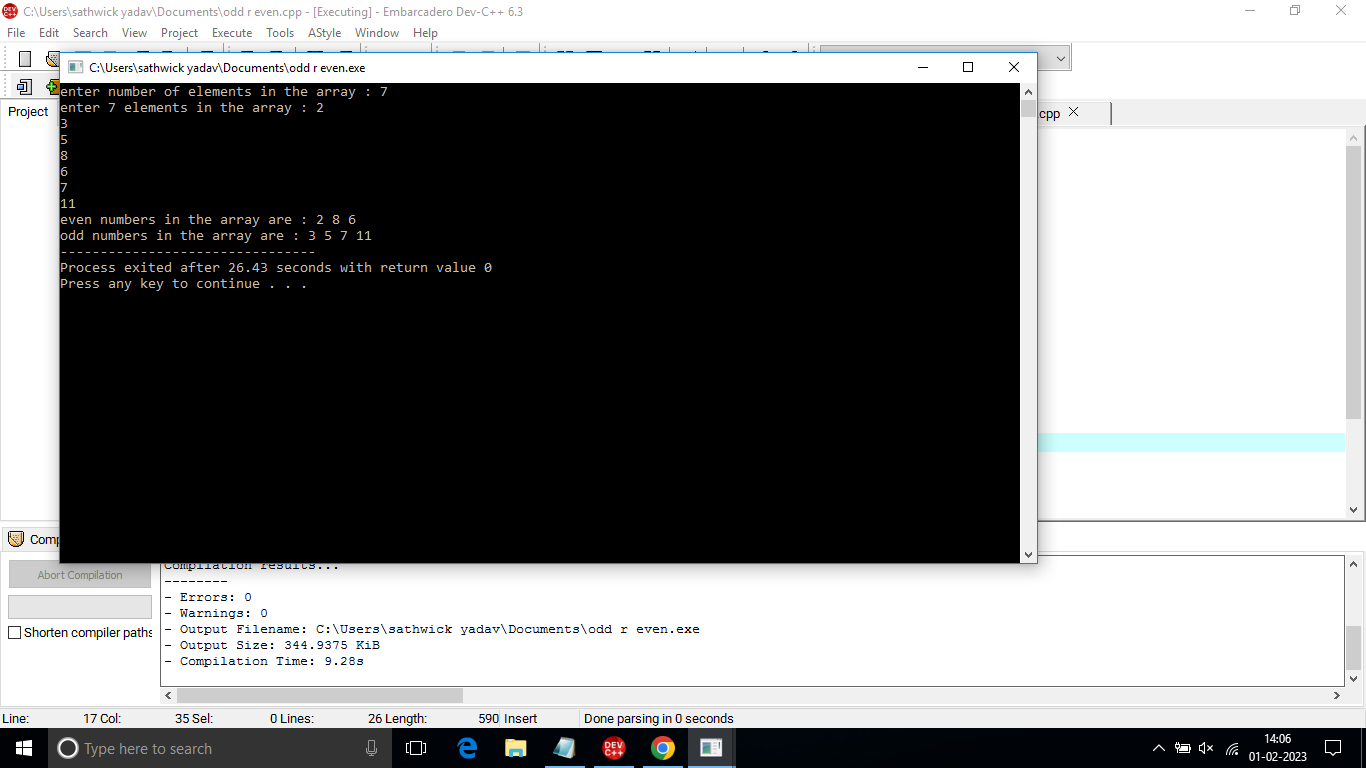 C:\Users\sathwick yadav\Documents\odd r even.cpp - [Executing] - Embarcadero Dev-C++ 6.3
File Edit Search View Project Execute Tools AStyle Window Help
C:\Users\sathwick yadav\Documents\odd r even.exe
Project
cpp
enter number of elements in the array : 7
enter 7 elements in the array : 2
3
5
8
6
7
11
even numbers in the array are : 2 8 6
odd numbers in the array are : 3 5 7 11
--------------------------------
Process exited after 26.43 seconds with return value 0
Press any key to continue . . .
Comp
Abort Compilation
Shorten compiler paths
Compilation results...
--------
- Errors: 0
- Warnings: 0
- Output Filename: C:\Users\sathwick yadav\Documents\odd r even.exe
- Output Size: 344.9375 KiB
- Compilation Time: 9.28s
Line: 17 Col: 35 Sel: 0 Lines: 26 Length: 590 Insert Done parsing in 0 seconds
Type here to search
DEV C++
14:06
01-02-2023